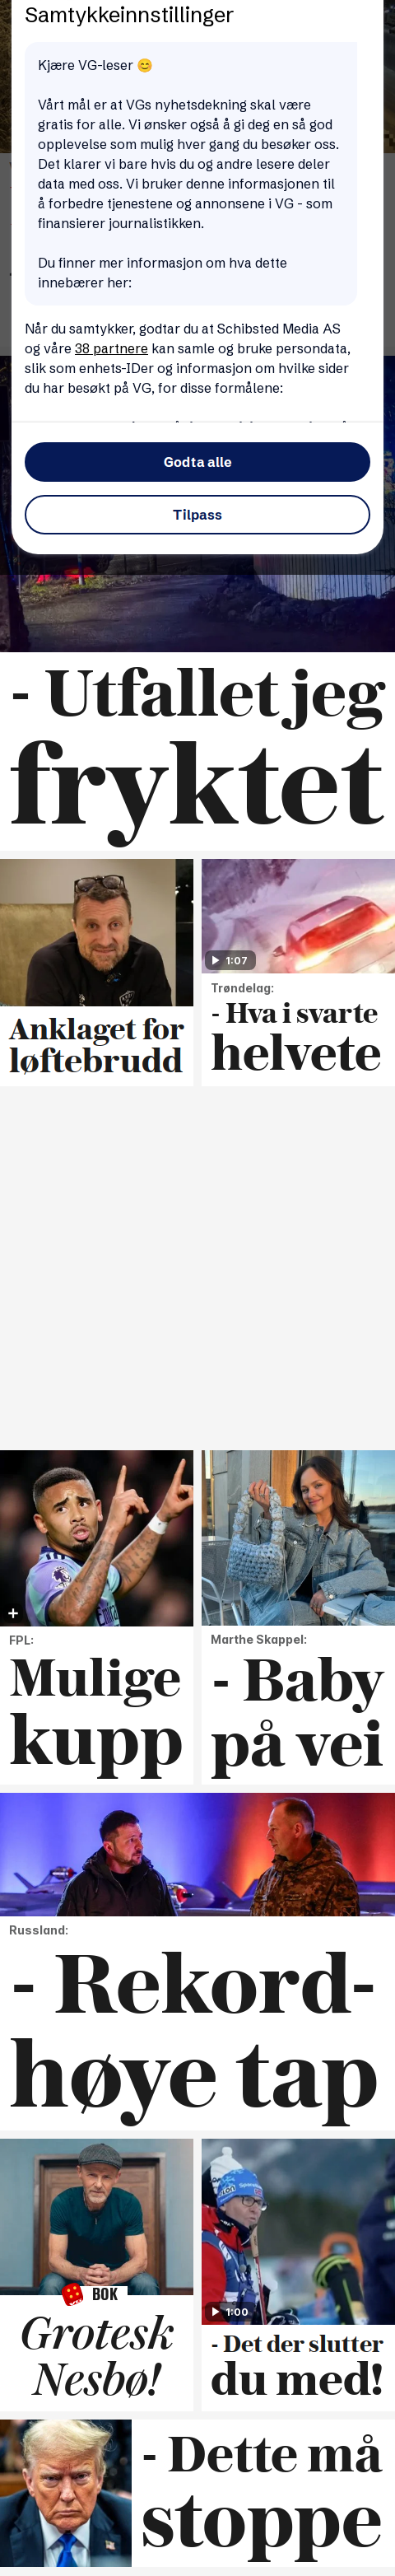 Samtykkeinnstillinger
Kjære VG-leser 😊
Vårt mål er at VGs nyhetsdekning skal være
gratis for alle. Vi ønsker også å gi deg en så god
opplevelse som mulig hver gang du besøker oss.
Det klarer vi bare hvis du og andre lesere deler
data med oss. Vi bruker denne informasjonen til
å forbedre tjenestene og annonsene i VG - som
finansierer journalistikken.
Du finner mer informasjon om hva dette
innebærer her:
Når du samtykker, godtar du at Schibsted Media AS
og våre 38 partnere kan samle og bruke persondata,
slik som enhets-IDer og informasjon om hvilke sider
du har besøkt på VG, for disse formålene:
Godta alle
Tilpass
- Utfallet jeg
fryktet
Anklaget for
løftebrudd
1:07
Trøndelag:
- Hva i svarte
helvete
FPL:
Mulige
kupp
Marthe Skappel:
- Baby
på vei
Russland:
- Rekord-
høye tap
BOK
Grotesk
Nesbø!
1:00
- Det der slutter
du med!
- Dette må
stoppe